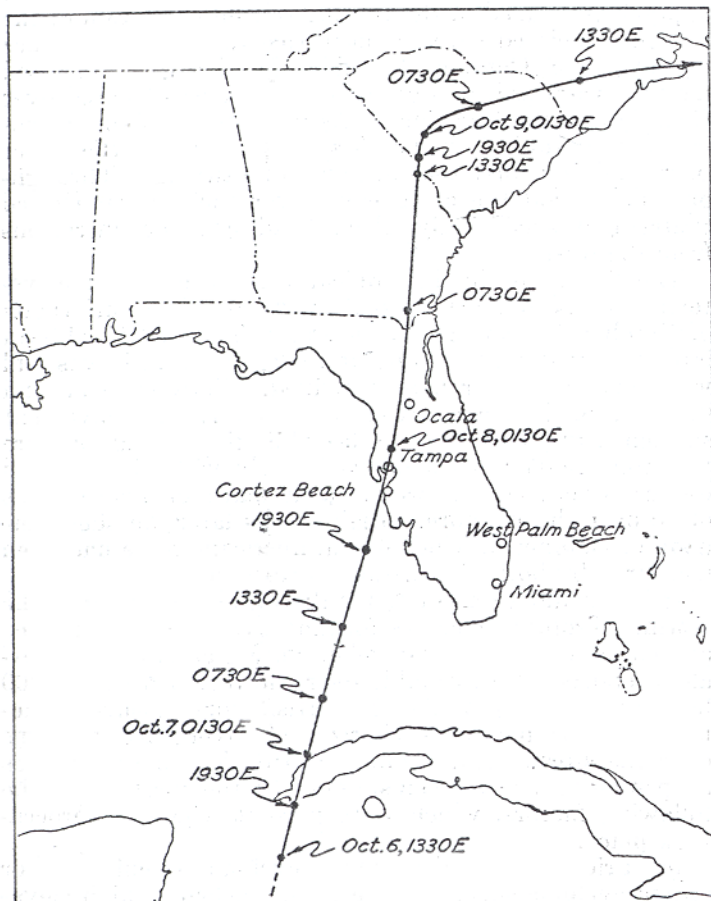 1330E
0730E
Oct 9,0130E
1930E
1330E
0730E
Ocala
Oct 8,0130E
Tampa
Cortez Beach
1930E
West Palm Beach
Miami
1330E
0730E
Oct.7,0130E
1930E
Oct.6,1330E